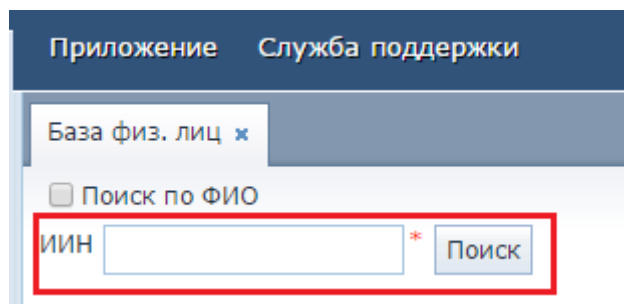 Приложение Служба поддержки
База физ. лиц ×
Поиск по ФИО
ИИН * Поиск